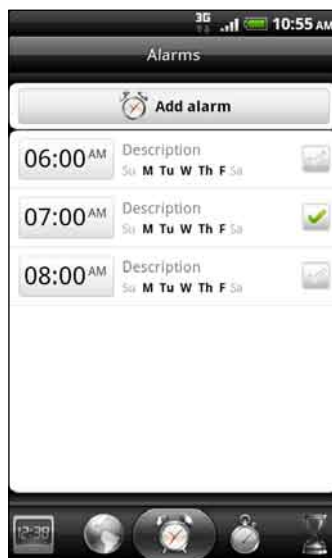 3G 10:55 AM
Alarms
Add alarm
06:00 AM Description
Su M Tu W Th F Sa
07:00 AM Description
Su M Tu W Th F Sa
08:00 AM Description
Su M Tu W Th F Sa
12:38